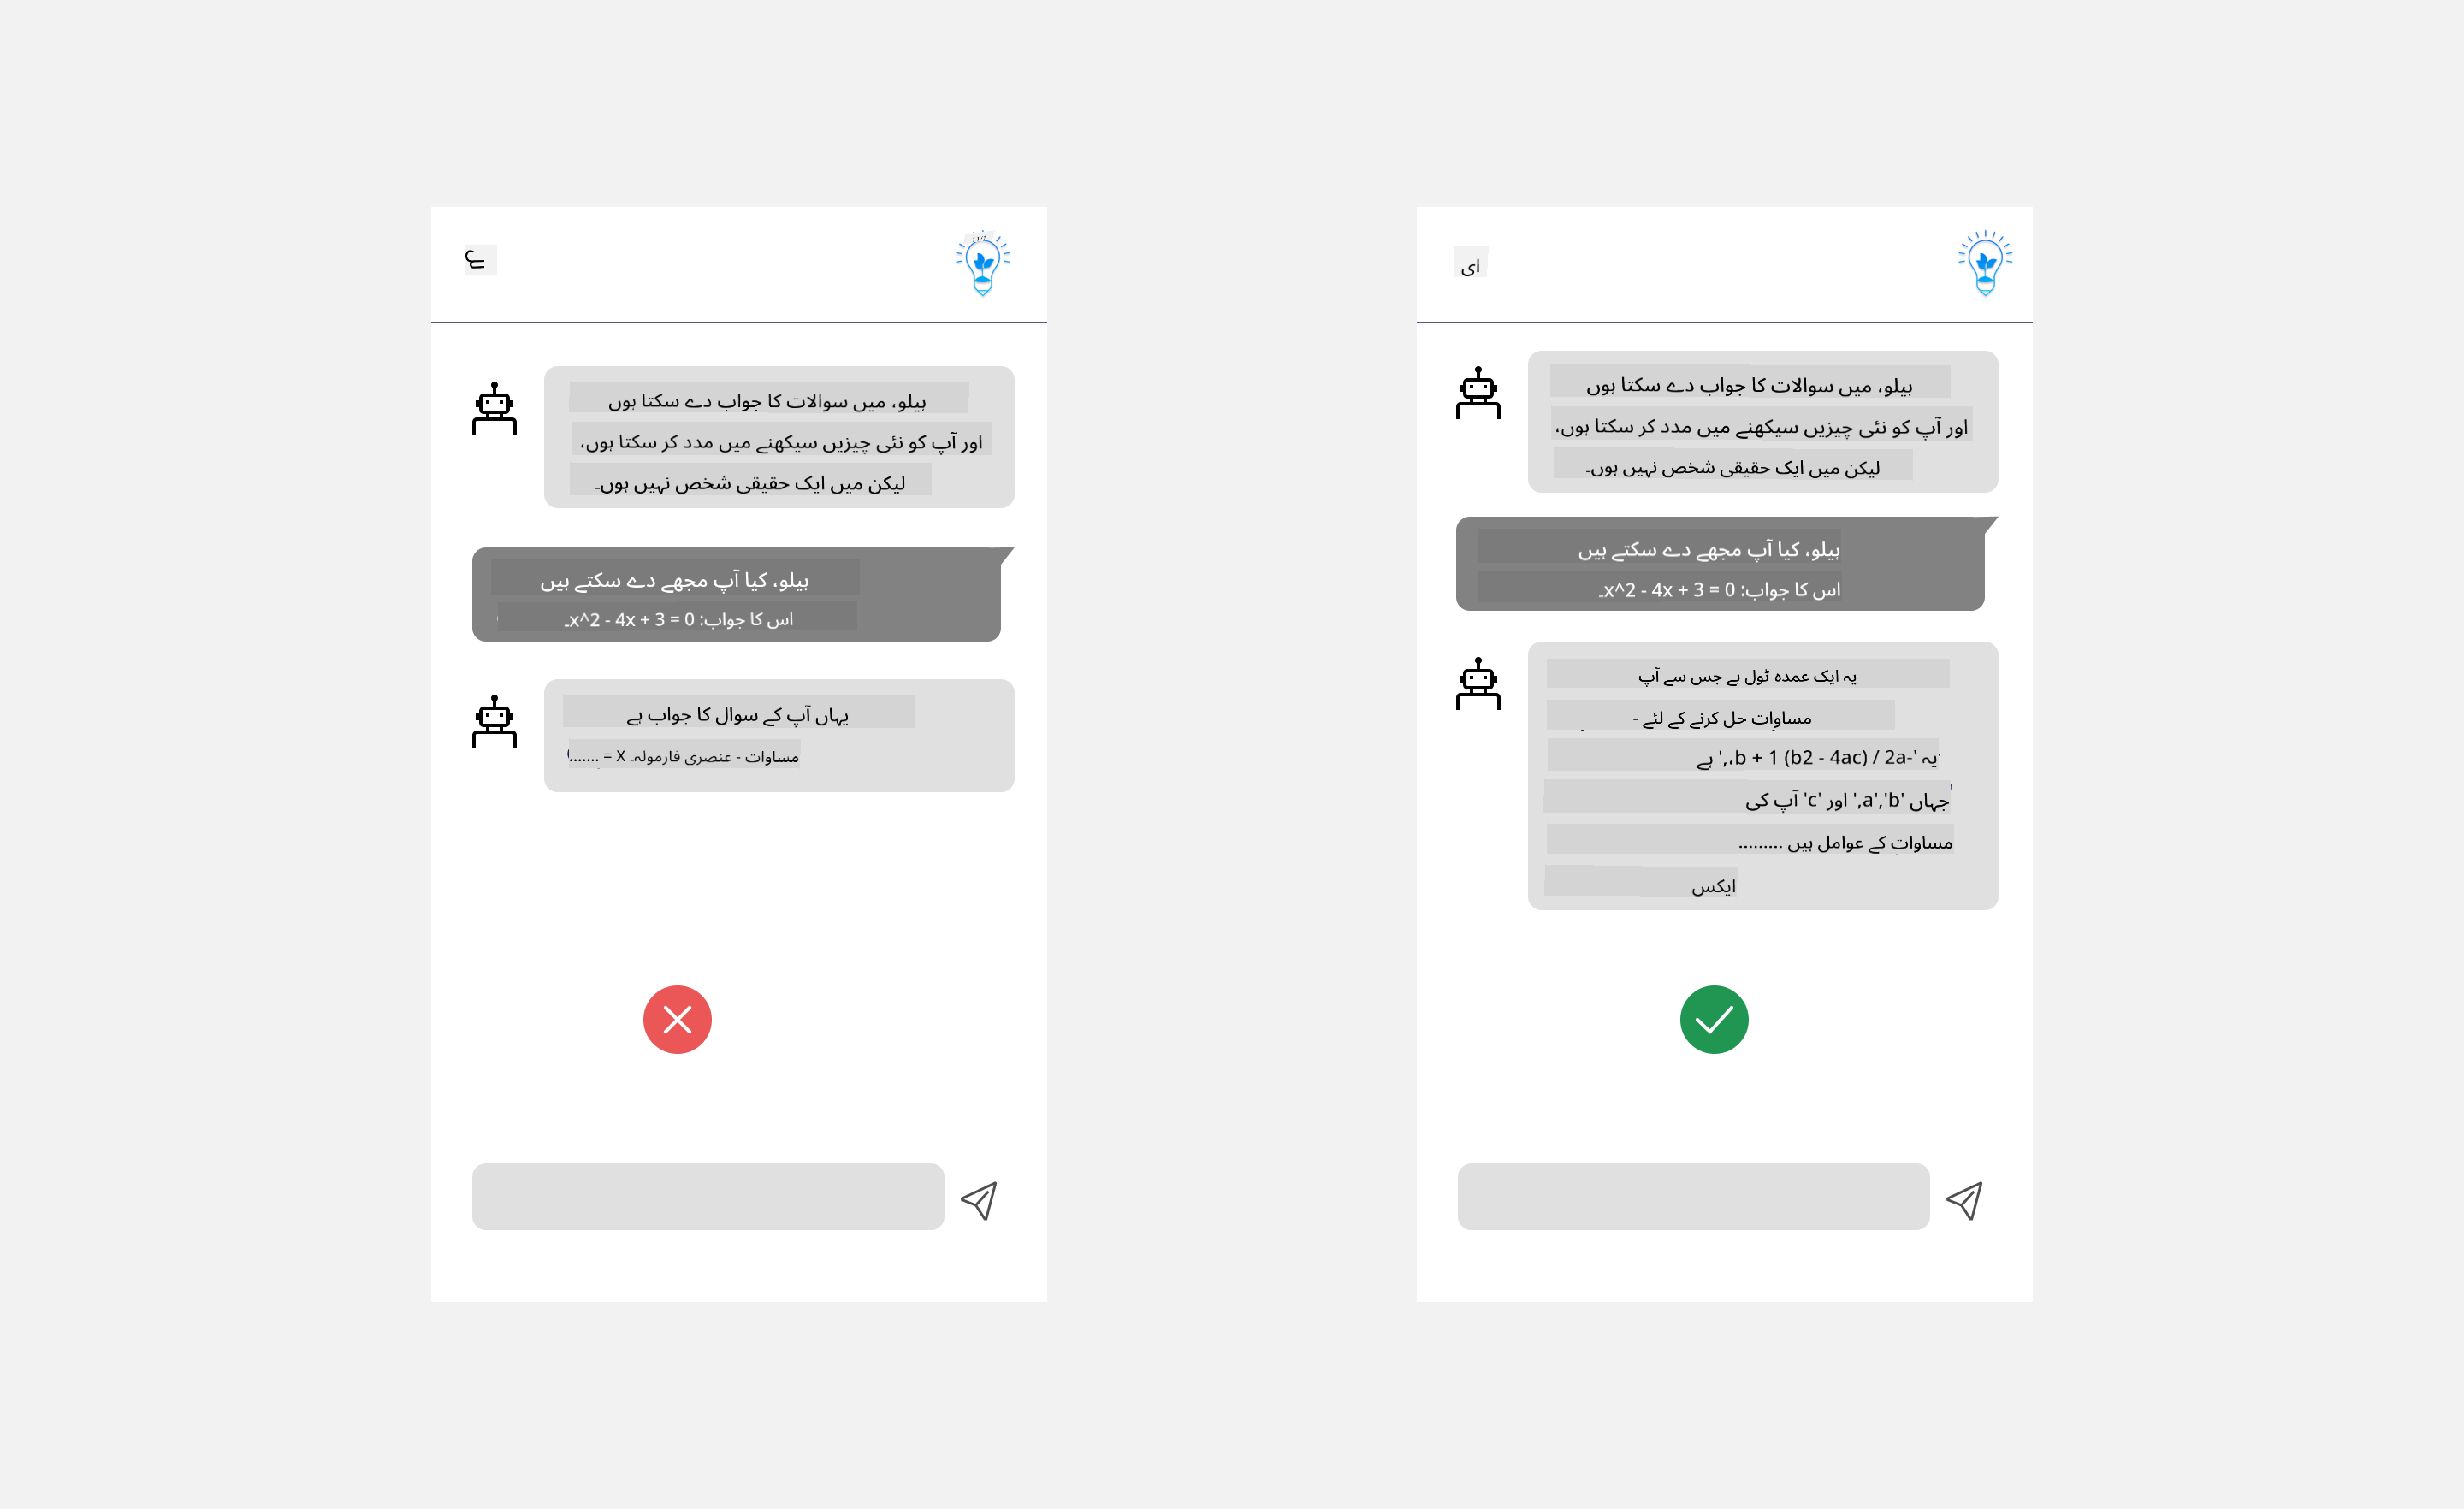 ہیلو، میں سوالات کا جواب دے سکتا ہوں
اور آپ کو نئی چیزیں سیکھنے میں مدد کر سکتا ہوں،
لیکن میں ایک حقیقی شخص نہیں ہوں۔
ہیلو، کیا آپ مجھے دے سکتے ہیں
اس کا جواب: x^2 - 4x + 3 = 0۔
یہاں آپ کے سوال کا جواب ہے
مساوات - عنصری فارمولہ۔ X = .......
ای
ہیلو، میں سوالات کا جواب دے سکتا ہوں
اور آپ کو نئی چیزیں سیکھنے میں مدد کر سکتا ہوں،
لیکن میں ایک حقیقی شخص نہیں ہوں۔
ہیلو، کیا آپ مجھے دے سکتے ہیں
اس کا جواب: x^2 - 4x + 3 = 0۔
یہ ایک عمدہ ٹول ہے جس سے آپ
مساوات حل کرنے کے لئے -
یہ '-b + 1 (b2 - 4ac) / 2a،,' ہے
جہاں 'a','b,' اور 'c' آپ کی
مساوات کے عوامل ہیں .........
ایکس